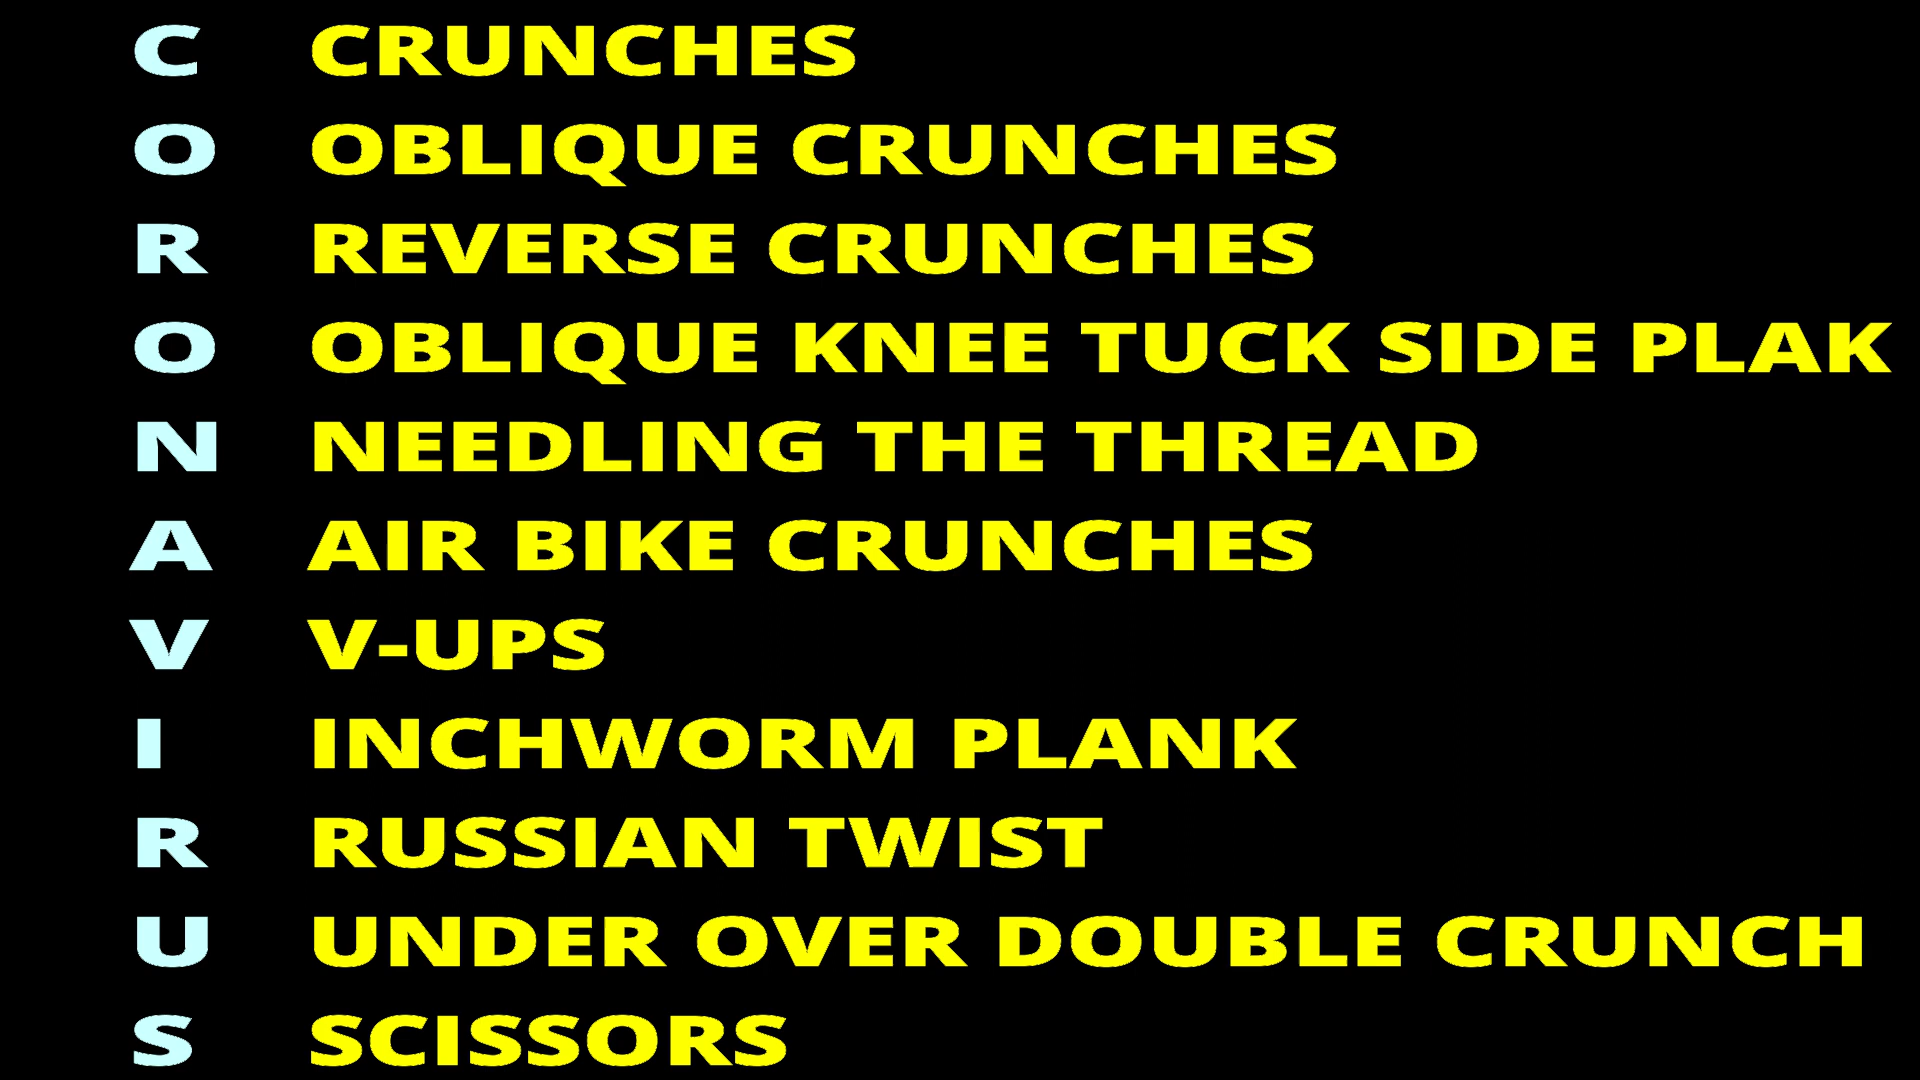 C CRUNCHES
O OBLIQUE CRUNCHES
R REVERSE CRUNCHES
O OBLIQUE KNEE TUCK SIDE PLAK
N NEEDLING THE THREAD
A AIR BIKE CRUNCHES
V V-UPS
I INCHWORM PLANK
R RUSSIAN TWIST
U UNDER OVER DOUBLE CRUNCH
S SCISSORS